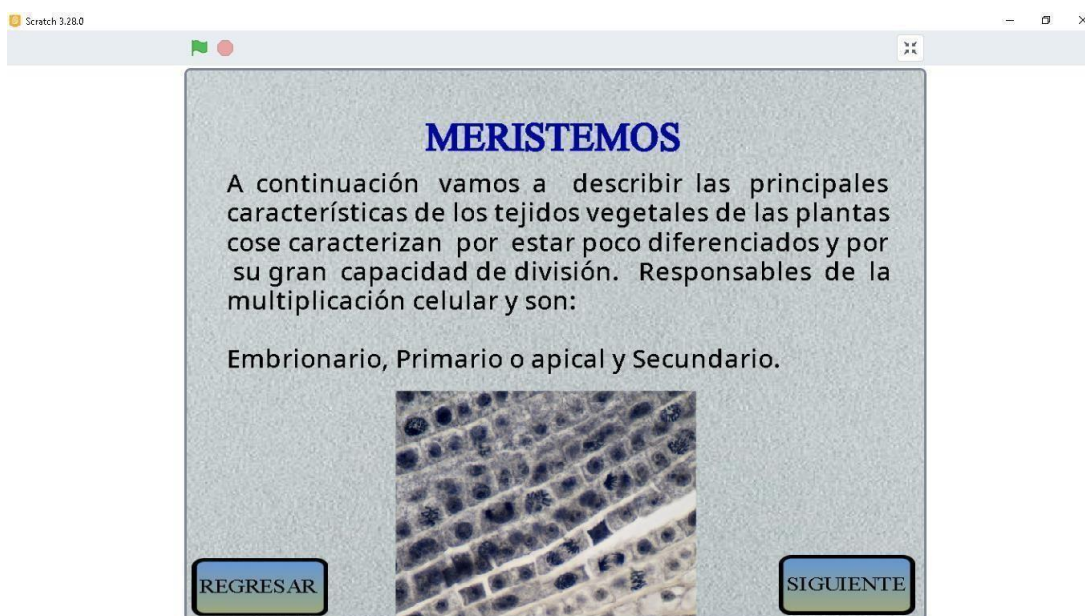 Scratch 3.28.0
MERISTEMOS
A continuación vamos a describir las principales
características de los tejidos vegetales de las plantas
cose caracterizan por estar poco diferenciados y por
su gran capacidad de división. Responsables de la
multiplicación celular y son:
Embrionario, Primario o apical y Secundario.
REGRESAR
SIGUIENTE